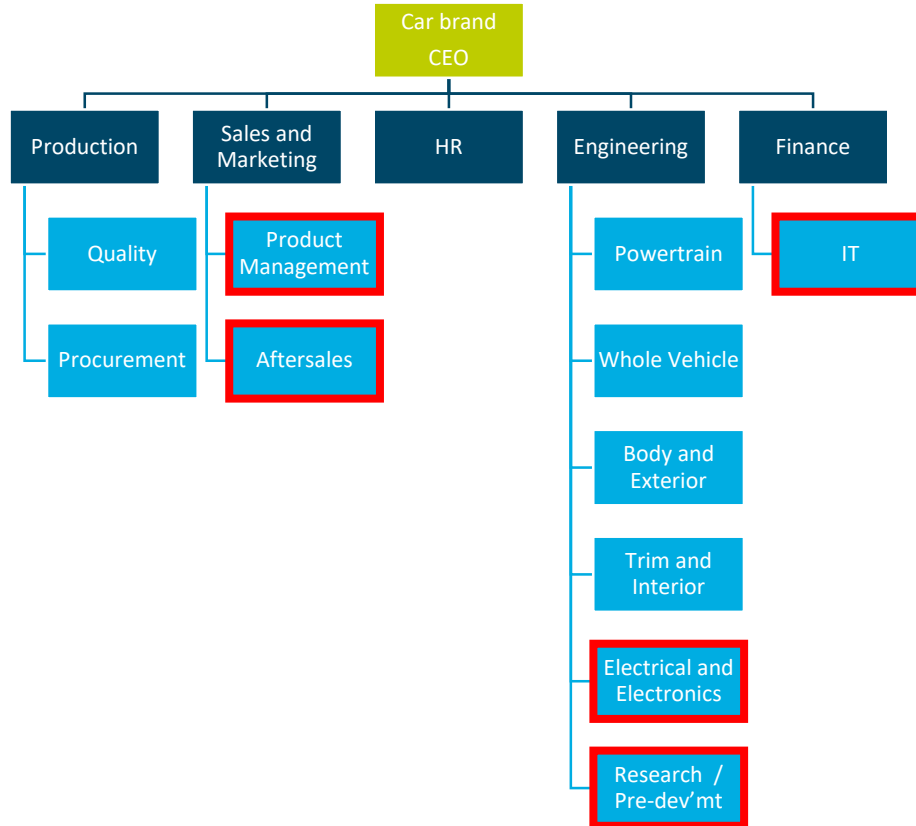 Car brand
CEO
Production
Sales and
Marketing
HR
Engineering
Finance
Quality
Product
Management
Powertrain
IT
Procurement
Aftersales
Whole Vehicle
Body and
Exterior
Trim and
Interior
Electrical and
Electronics
Research /
Pre-dev’mt